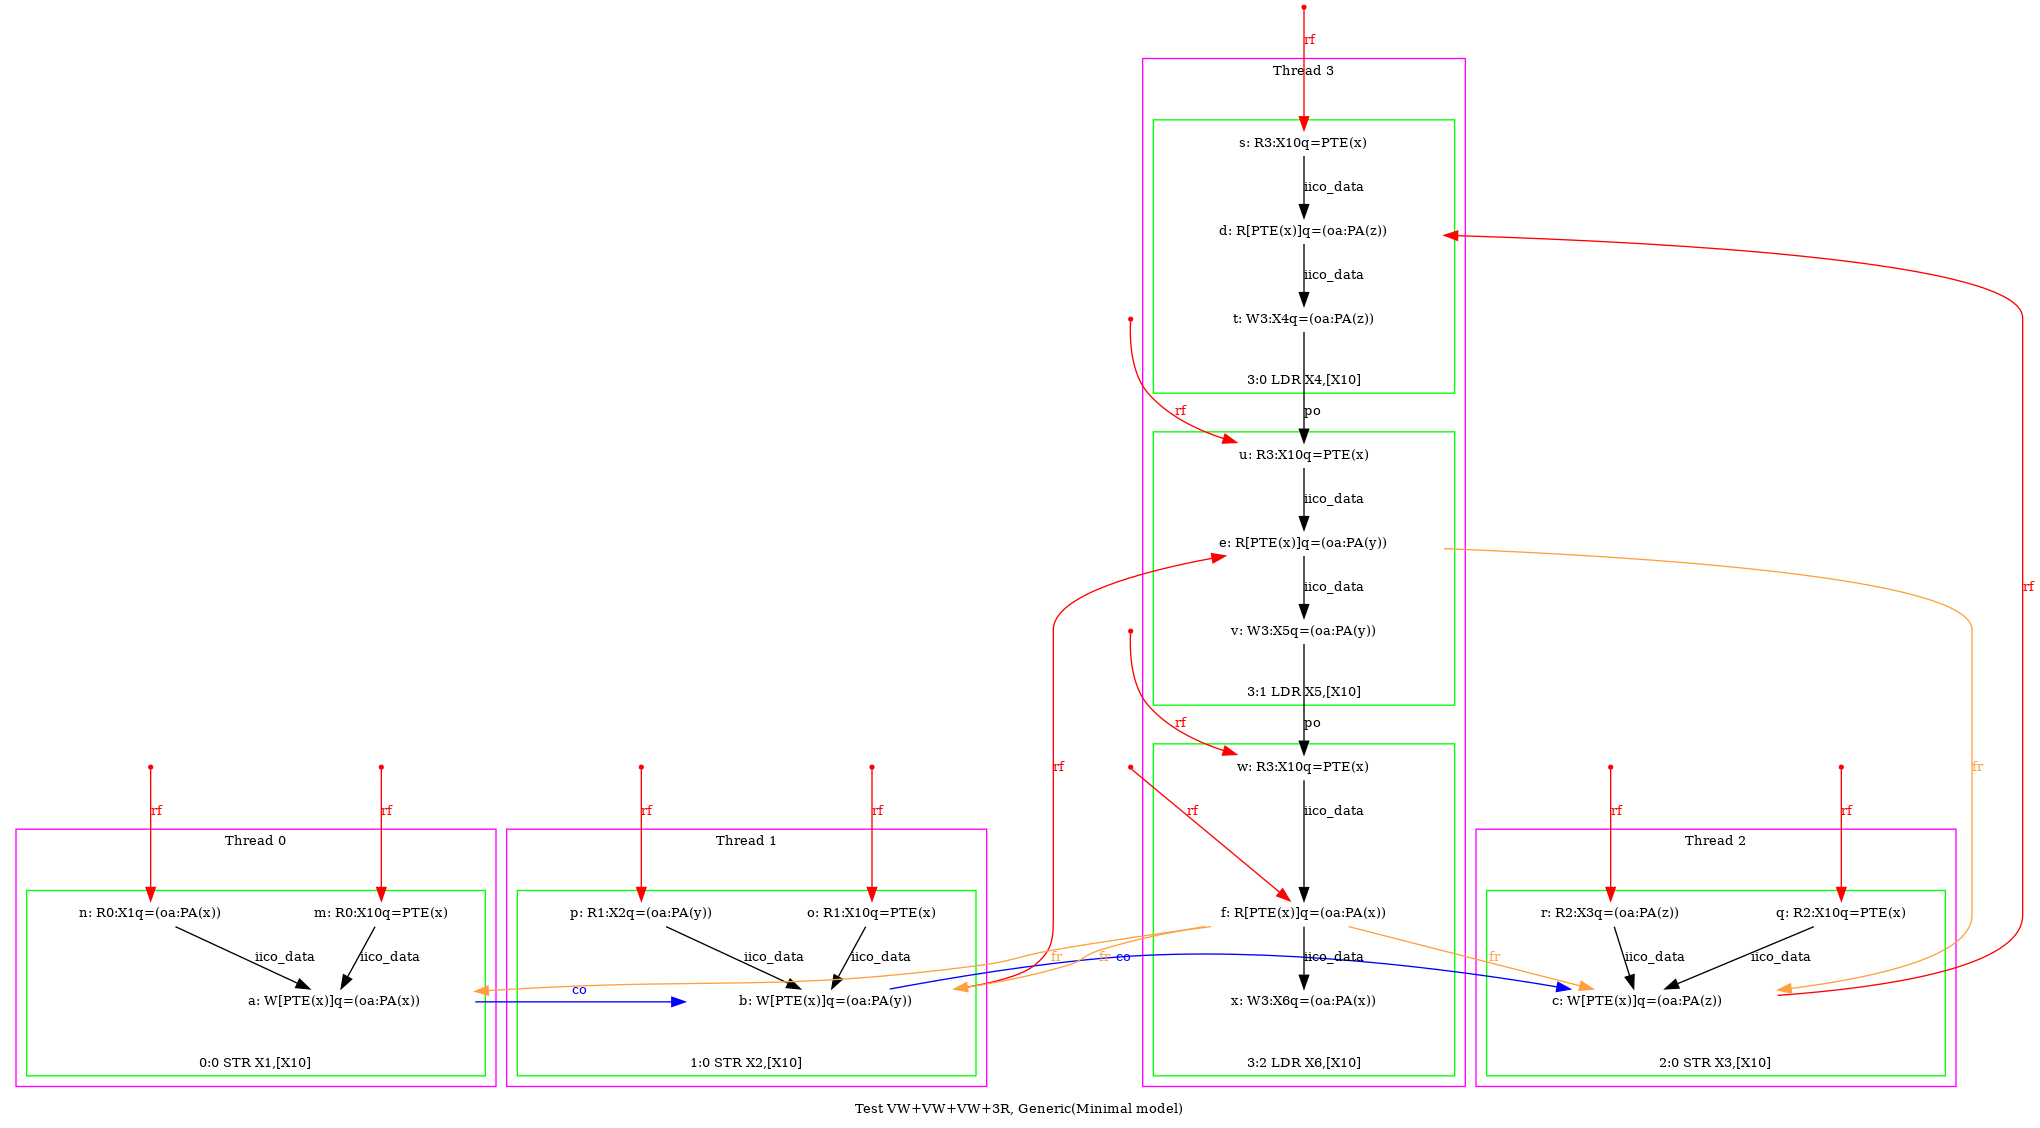 rf
Thread 3
s: R3:X10q=PTE(x)
iico_data
d: R[PTE(x)]q=(oa:PA(z))
iico_data
t: W3:X4q=(oa:PA(z))
3:0 LDR X4,[X10]
rf
po
u: R3:X10q=PTE(x)
iico_data
e: R[PTE(x)]q=(oa:PA(y))
iico_data
rf
v: W3:X5q=(oa:PA(y))
3:1 LDR X5,[X10]
rf
po
rf
w: R3:X10q=PTE(x)
fr
rf
rf
rf
rf
rf
iico_data
rf
rf
Thread 0
Thread 1
Thread 2
n: R0:X1q=(oa:PA(x))
m: R0:X10q=PTE(x)
p: R1:X2q=(oa:PA(y))
o: R1:X10q=PTE(x)
f: R[PTE(x)]q=(oa:PA(x))
r: R2:X3q=(oa:PA(z))
q: R2:X10q=PTE(x)
iico_data
iico_data
iico_data
iico_data
fr
fr
co
iico_data
fr
iico_data
iico_data
co
a: W[PTE(x)]q=(oa:PA(x))
b: W[PTE(x)]q=(oa:PA(y))
x: W3:X6q=(oa:PA(x))
c: W[PTE(x)]q=(oa:PA(z))
0:0 STR X1,[X10]
1:0 STR X2,[X10]
3:2 LDR X6,[X10]
2:0 STR X3,[X10]
Test VW+VW+VW+3R, Generic(Minimal model)